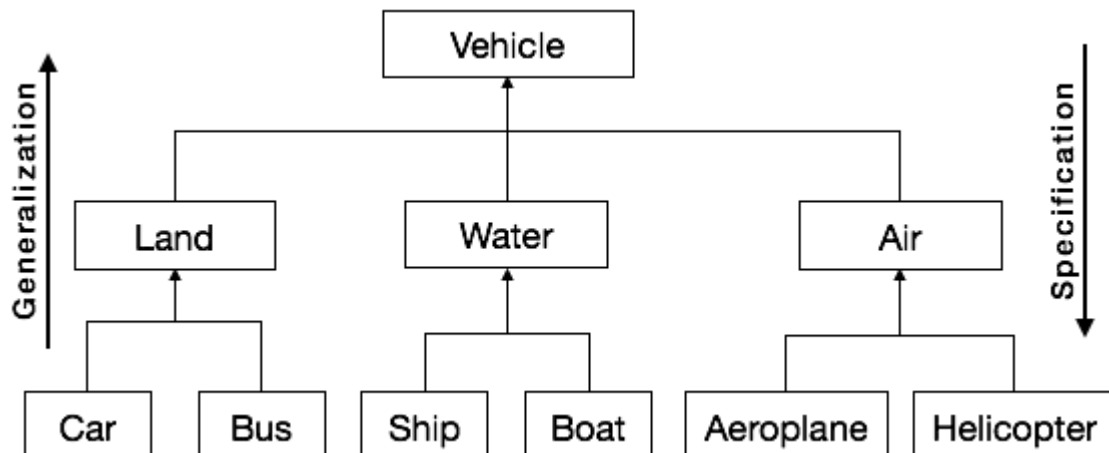 Vehicle
Generalization
Specification
Land
Water
Air
Car
Bus
Ship
Boat
Aeroplane
Helicopter